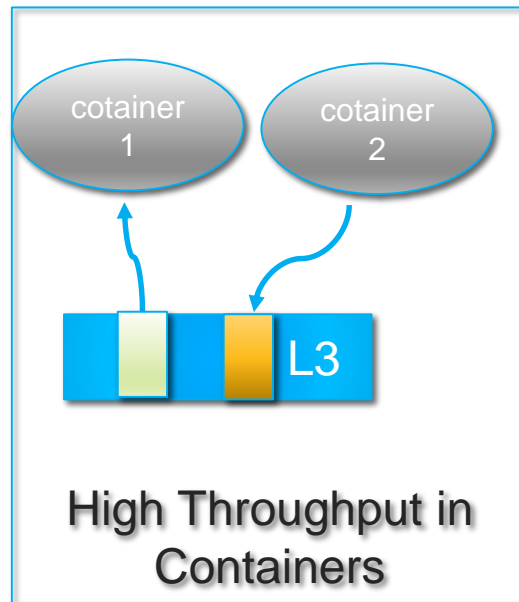 cotainer
1
cotainer
2
L3
High Throughput in
Containers